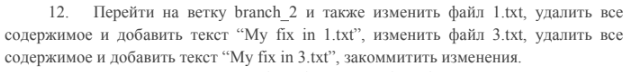 12. Перейти на ветку branch_2 и также изменить файл 1.txt, удалить все
содержимое и добавить текст “My fix in 1.txt”, изменить файл 3.txt, удалить все
содержимое и добавить текст “My fix in 3.txt”, закоммитить изменения.